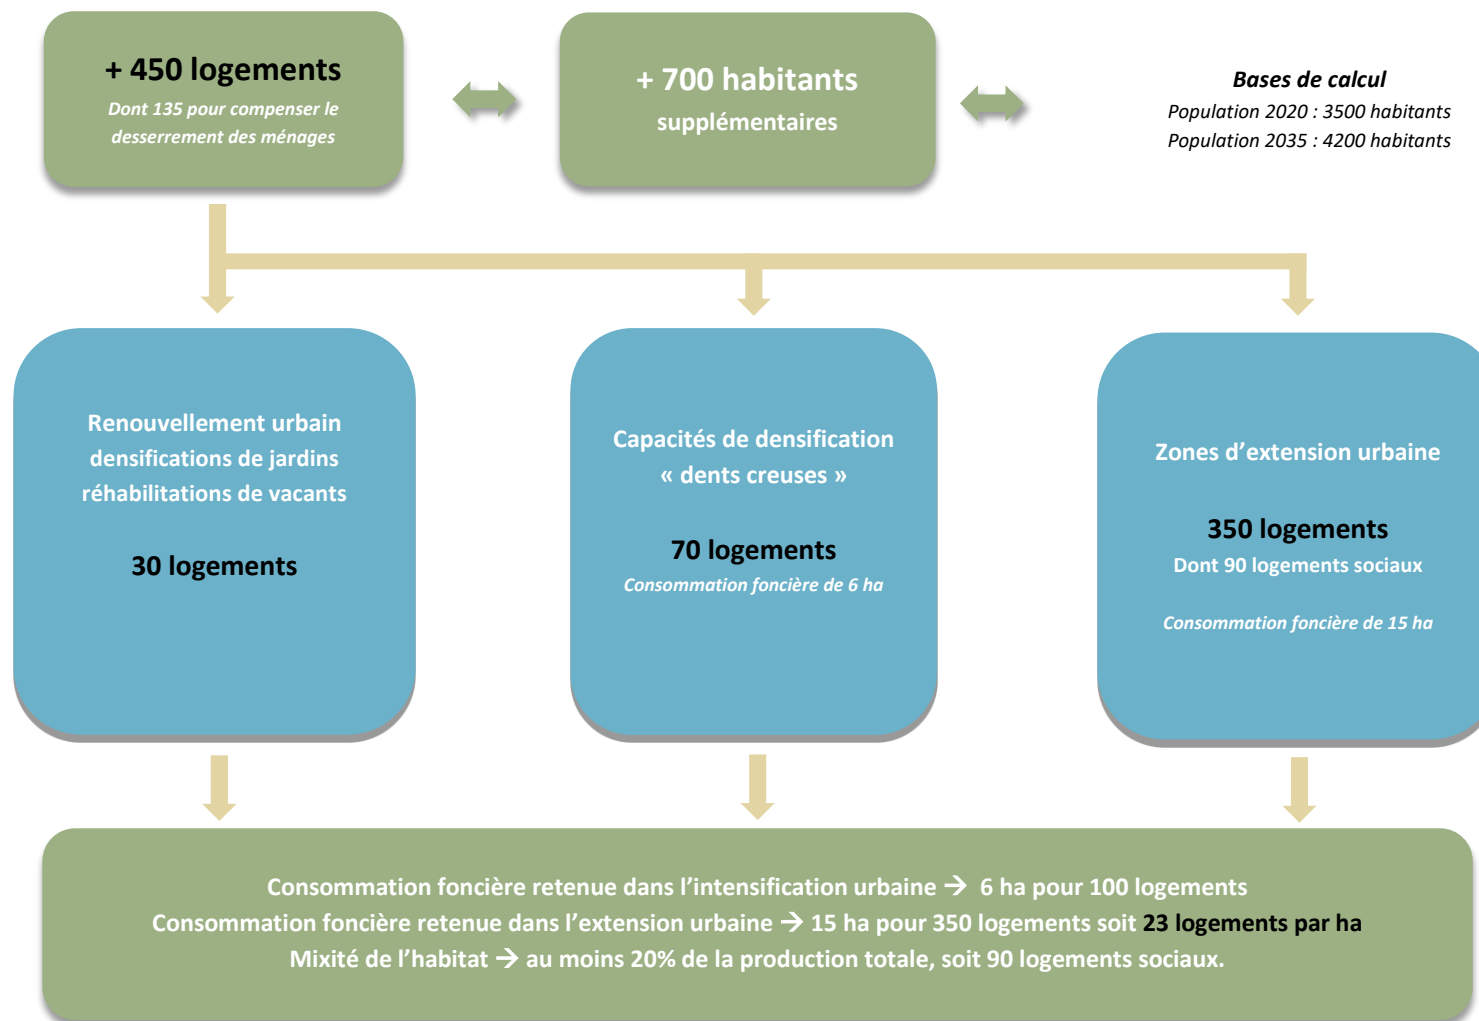 + 450 logements
Dont 135 pour compenser le
desserrement des ménages
+ 700 habitants
supplémentaires
Bases de calcul
Population 2020 : 3500 habitants
Population 2035 : 4200 habitants
Renouvellement urbain
densifications de jardins
réhabilitations de vacants
30 logements
Capacités de densification
« dents creuses »
70 logements
Consommation foncière de 6 ha
Zones d’extension urbaine
350 logements
Dont 90 logements sociaux
Consommation foncière de 15 ha
Consommation foncière retenue dans l’intensification urbaine → 6 ha pour 100 logements
Consommation foncière retenue dans l’extension urbaine → 15 ha pour 350 logements soit 23 logements par ha
Mixité de l’habitat → au moins 20% de la production totale, soit 90 logements sociaux.